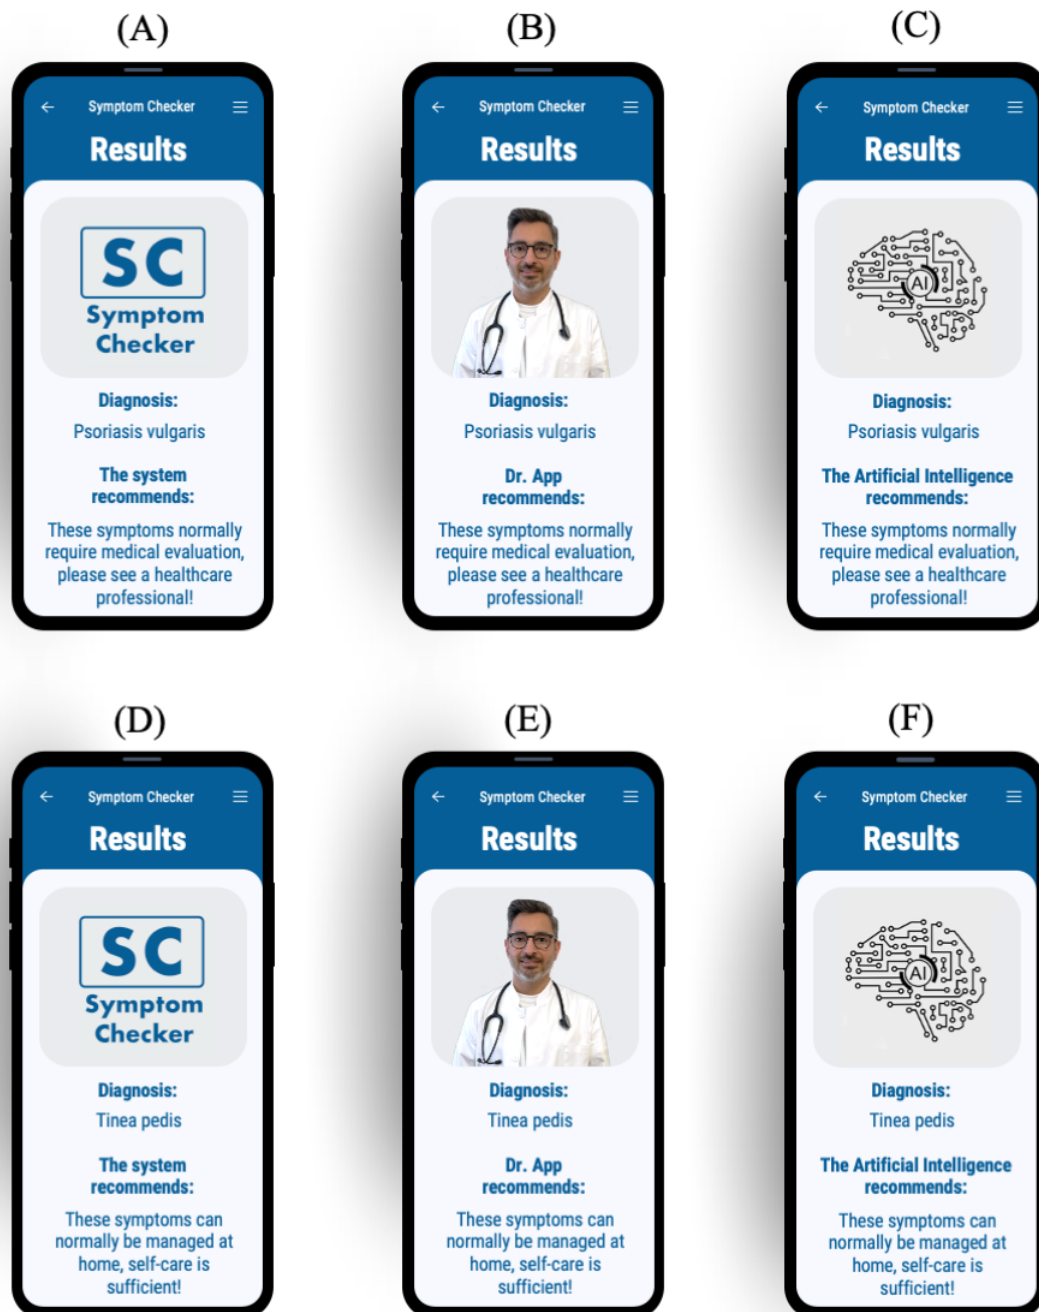 (A)
Symptom Checker
Results
SC
Symptom
Checker
Diagnosis:
Psoriasis vulgaris
The system
recommends:
These symptoms normally
require medical evaluation,
please see a healthcare
professional!
(B)
Symptom Checker
Results
Diagnosis:
Psoriasis vulgaris
Dr. App
recommends:
These symptoms normally
require medical evaluation,
please see a healthcare
professional!
(C)
Symptom Checker
Results
AI
Diagnosis:
Psoriasis vulgaris
The Artificial Intelligence
recommends:
These symptoms normally
require medical evaluation,
please see a healthcare
professional!
(D)
Symptom Checker
Results
SC
Symptom
Checker
Diagnosis:
Tinea pedis
The system
recommends:
These symptoms can
normally be managed at
home, self-care is
sufficient!
(E)
Symptom Checker
Results
Diagnosis:
Tinea pedis
Dr. App
recommends:
These symptoms can
normally be managed at
home, self-care is
sufficient!
(F)
Symptom Checker
Results
AI
Diagnosis:
Tinea pedis
The Artificial Intelligence
recommends:
These symptoms can
normally be managed at
home, self-care is
sufficient!